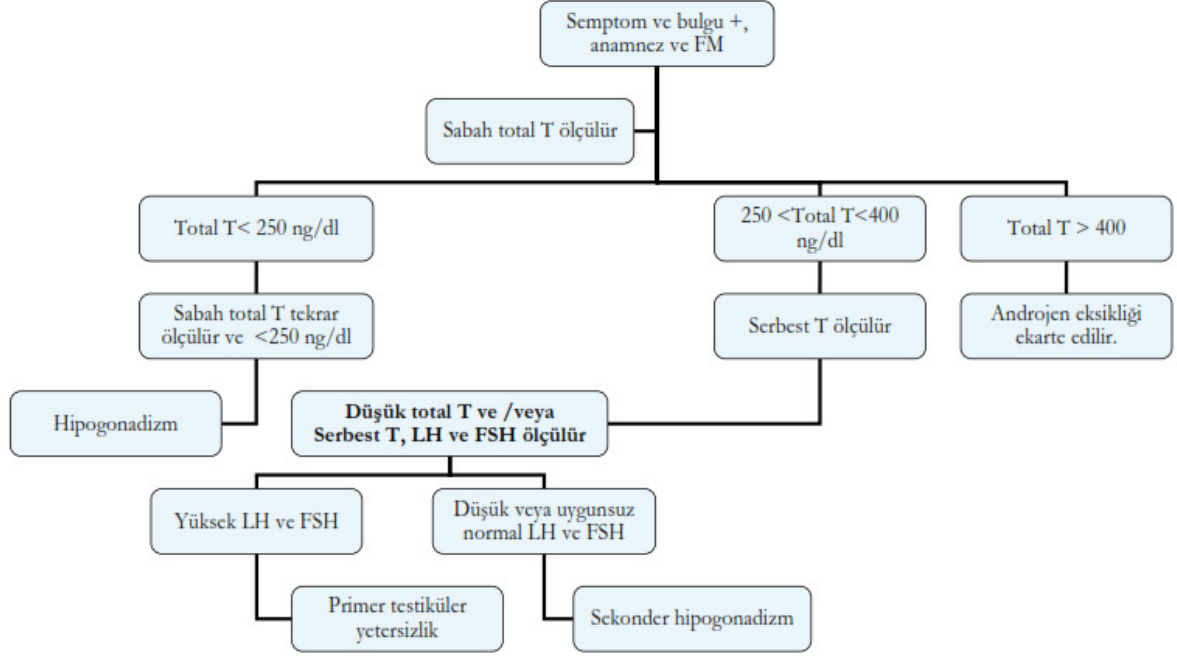 Semptom ve bulgu +,
anamnez ve FM
Sabah total T ölçülür
Total T< 250 ng/dl
250 <Total T<400
ng/dl
Total T > 400
Sabah total T tekrar
ölçülür ve <250 ng/dl
Serbest T ölçülür
Androjen eksikliği
ekarte edilir.
Hipogonadizm
Düşük total T ve /veya
Serbest T, LH ve FSH ölçülür
Yüksek LH ve FSH
Düşük veya uygunsuz
normal LH ve FSH
Primer testiküler
yetersizlik
Sekonder hipogonadizm